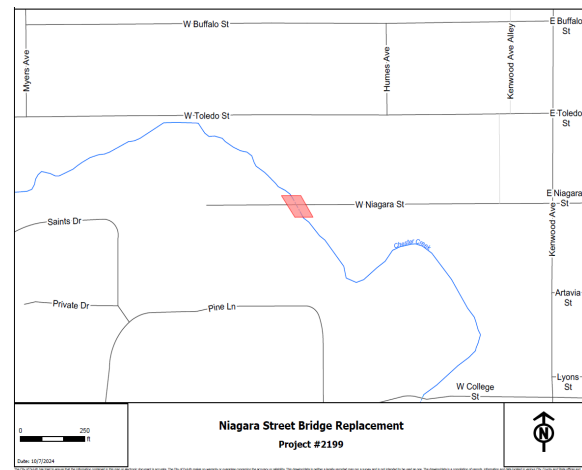 W Buffalo St
E Buffalo
St
Myers Ave
Humes Ave
Kenwood Ave Alley
W Toledo St
E Toledo
St
E Niagara
St
W Niagara St
Saints Dr
Kenwood Ave
Chester Creek
Artavia
St
Private Dr
Pine Ln
Lyons
St
W College
St
0 250
ft
Date: 10/7/2024
Niagara Street Bridge Replacement
Project #2199
N